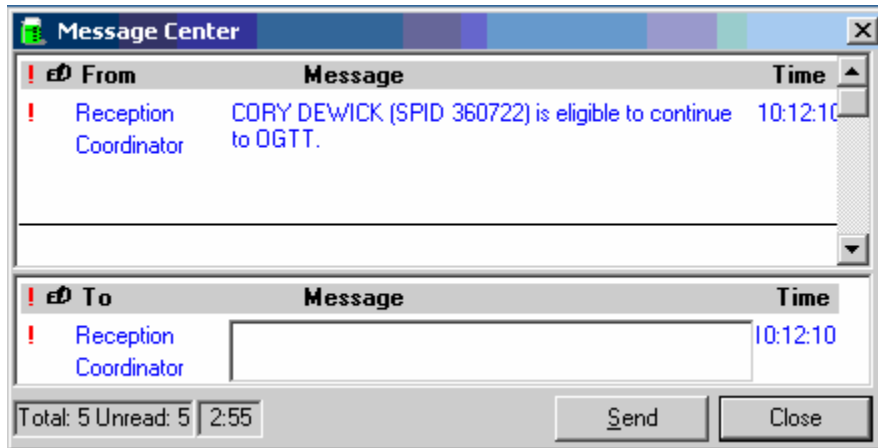 Message Center
! From Message Time
! Reception CORY DEWICK (SPID 360722) is eligible to continue 10:12:10
Coordinator to OGTT.
! To Message Time
! Reception 10:12:10
Coordinator
Total: 5 Unread: 5 2:55 Send Close